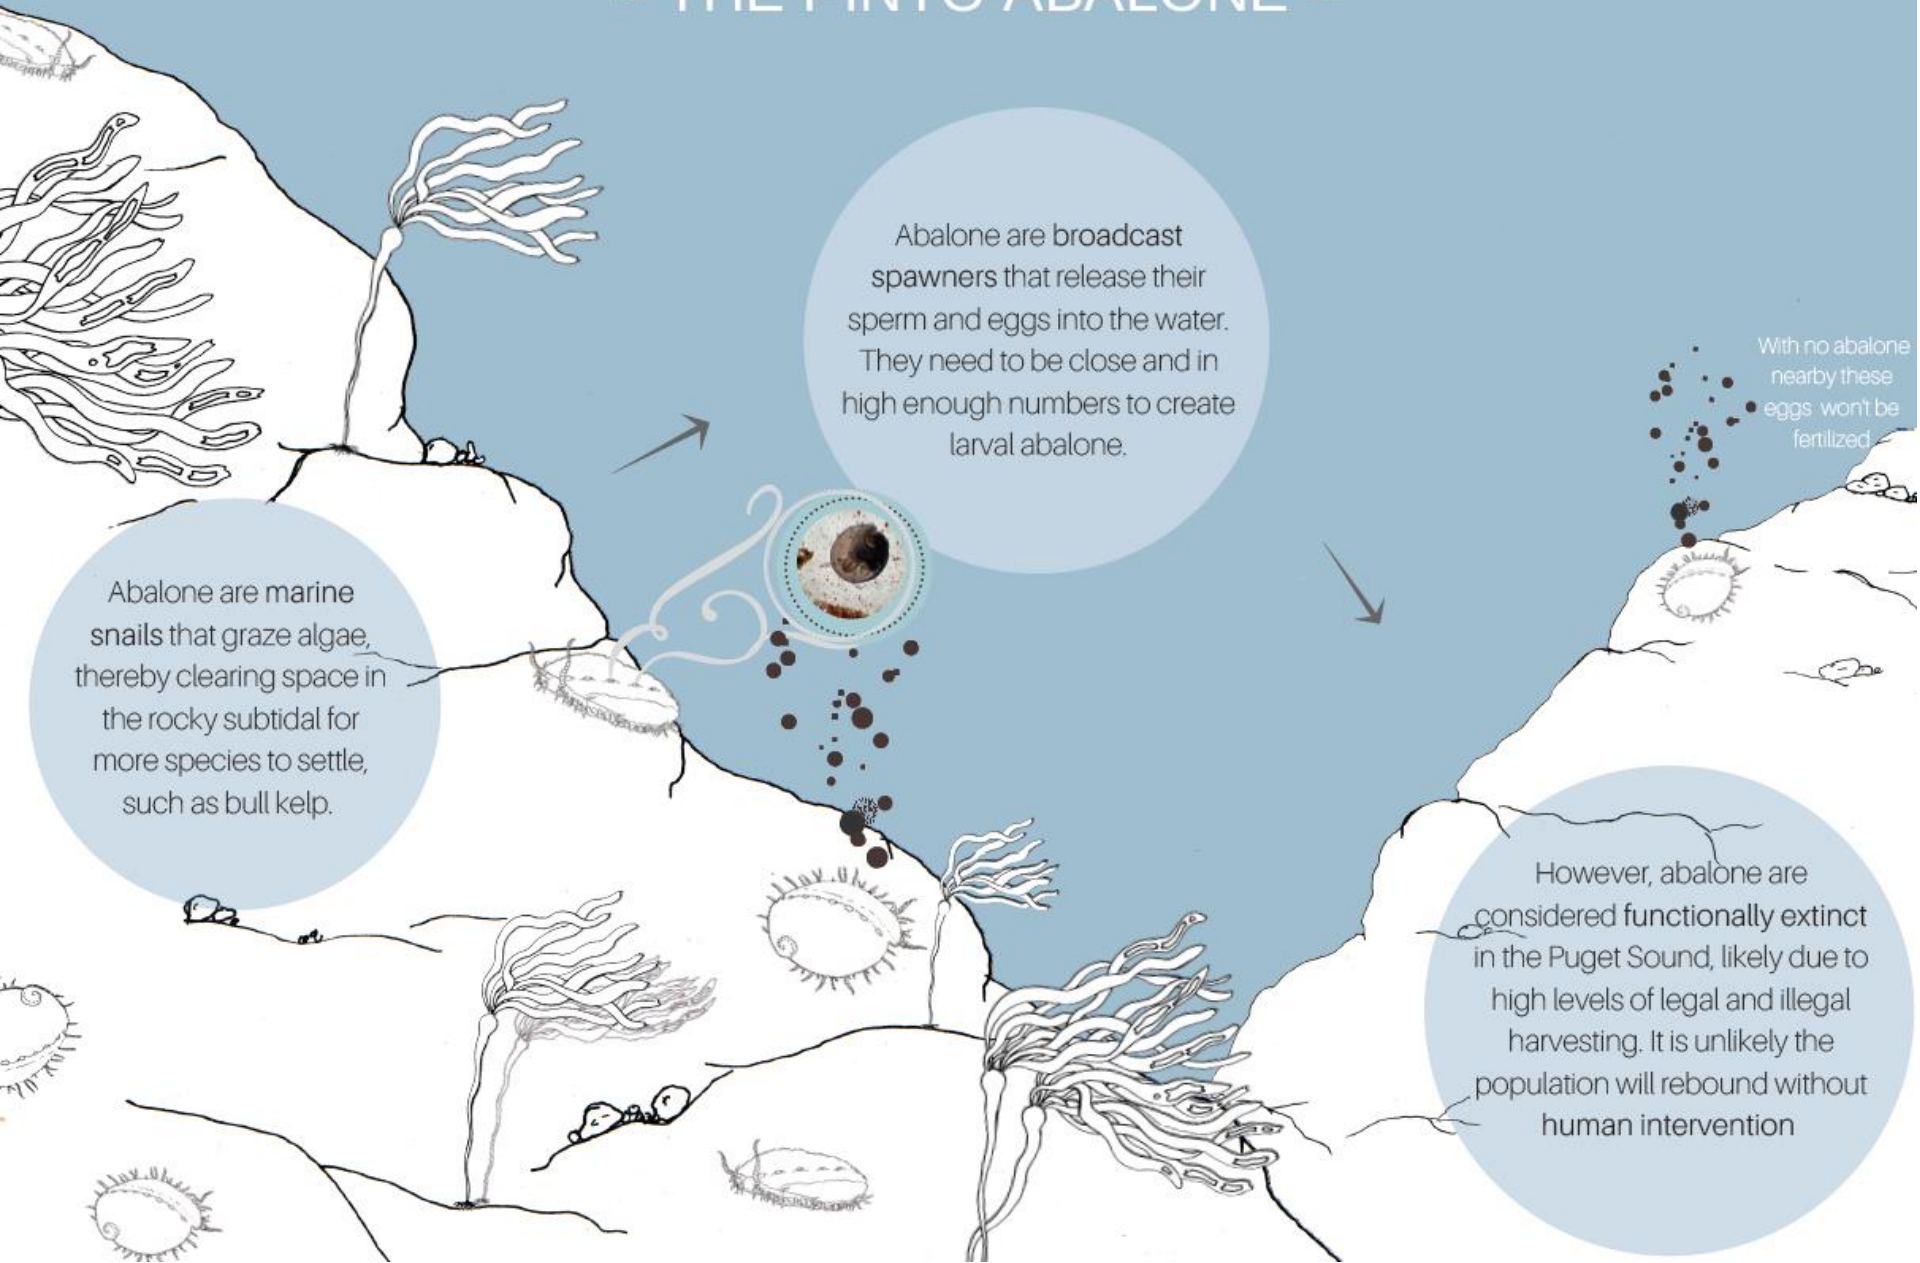 THE PINTO ABALONE
Abalone are broadcast
spawners that release their
sperm and eggs into the water.
They need to be close and in
high enough numbers to create
larval abalone.
With no abalone
nearby these
eggs won't be
fertilized
Abalone are marine
snails that graze algae,
thereby clearing space in
the rocky subtidal for
more species to settle,
such as bull kelp.
However, abalone are
considered functionally extinct
in the Puget Sound, likely due to
high levels of legal and illegal
harvesting. It is unlikely the
population will rebound without
human intervention